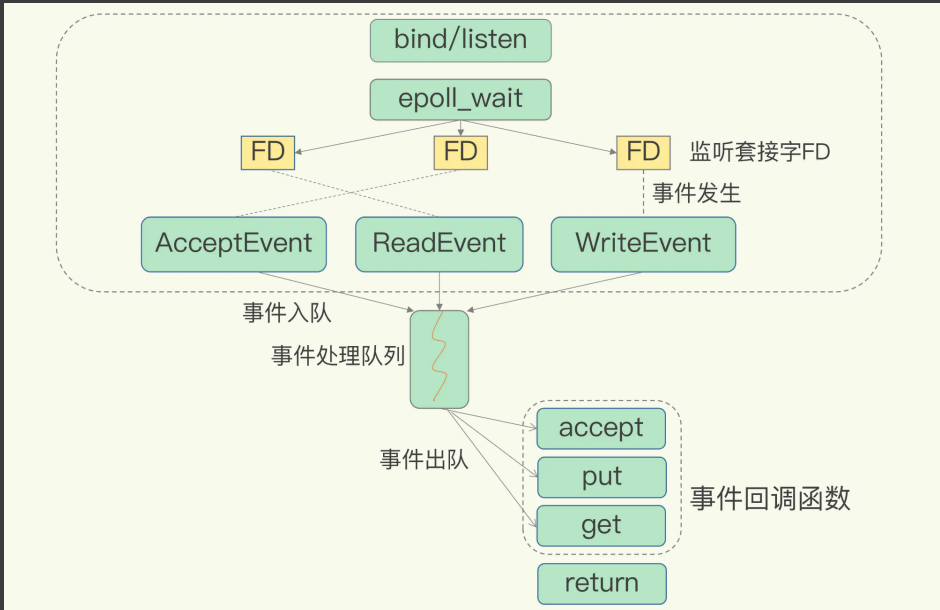 bind/listen
epoll_wait
FD
FD
FD
监听套接字FD
事件发生
AcceptEvent
ReadEvent
WriteEvent
事件入队
事件处理队列
事件出队
accept
put
get
事件回调函数
return